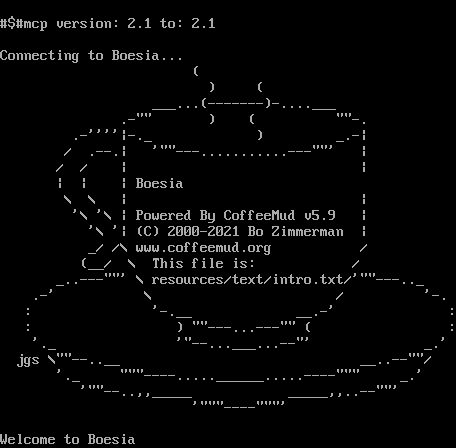 #$#mcp version: 2.1 to: 2.1
Connecting to Boesia...
Boesia
Powered By CoffeeMud v5.9
(C) 2000-2021 Bo Zimmerman
www.coffeemud.org
This file is:
resources/text/intro.txt
jgs
Welcome to Boesia